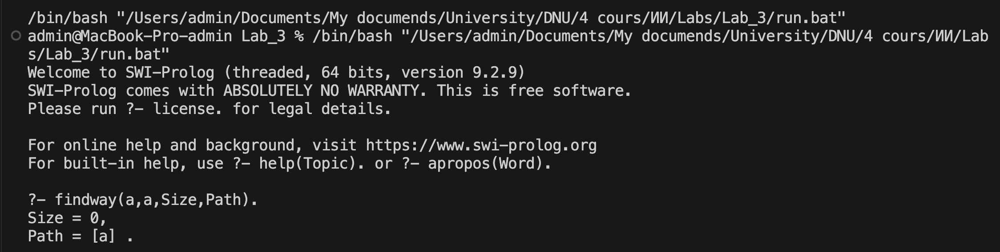 /bin/bash "/Users/admin/Documents/My documends/University/DNU/4 cours/ИИ/Labs/Lab_3/run.bat"
admin@MacBook-Pro-admin Lab_3 % /bin/bash "/Users/admin/Documents/My documends/University/DNU/4 cours/ИИ/Lab
s/Lab_3/run.bat"
Welcome to SWI-Prolog (threaded, 64 bits, version 9.2.9)
SWI-Prolog comes with ABSOLUTELY NO WARRANTY. This is free software.
Please run ?- license. for legal details.

For online help and background, visit https://www.swi-prolog.org
For built-in help, use ?- help(Topic). or ?- apropos(Word).

?- findway(a,a,Size,Path).
Size = 0,
Path = [a] .